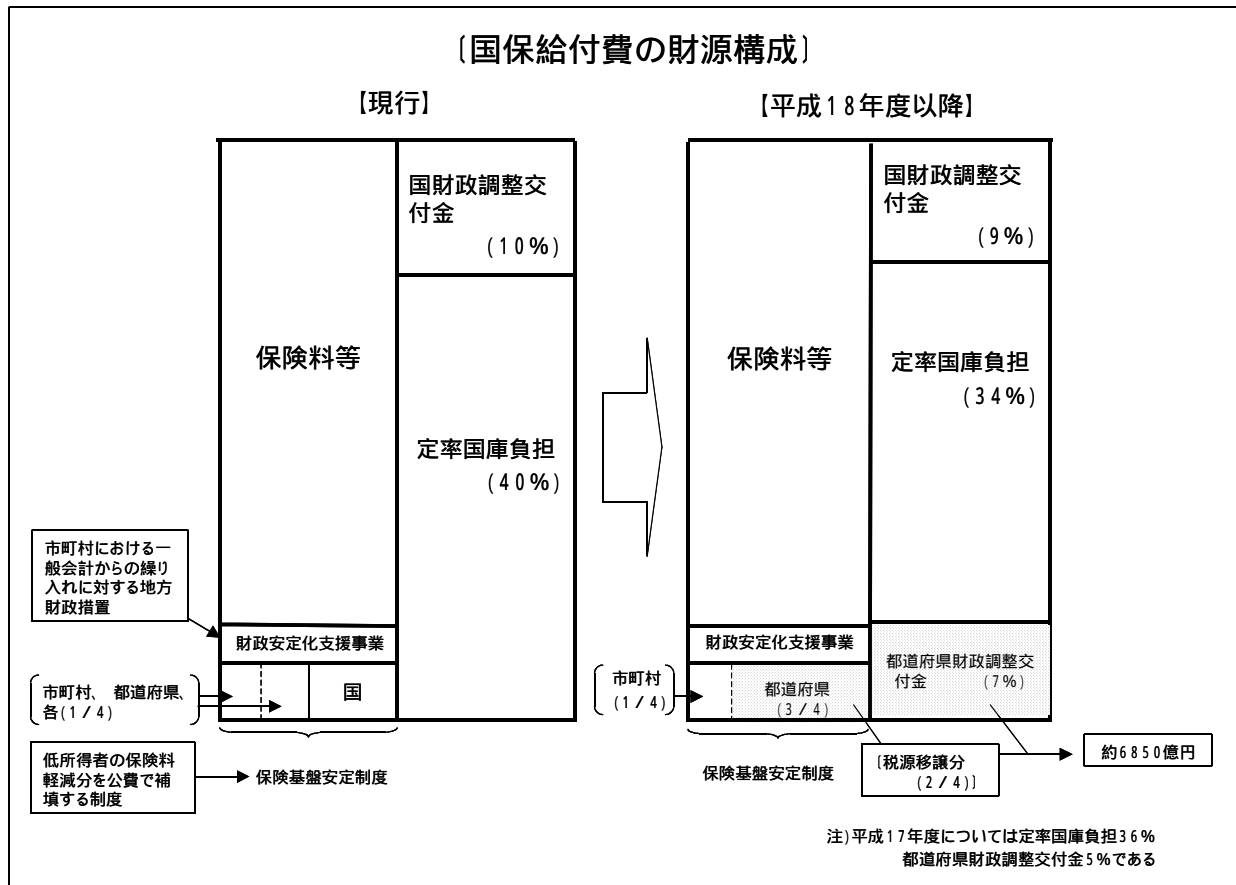 〔国保給付費の財源構成〕
【現行】
国財政調整交
付金
(10%)
保険料等
定率国庫負担
(40%)
市町村における一
般会計からの繰り
入れに対する地方
財政措置
財政安定化支援事業
市町村、都道府県、
各(1/4)
国
低所得者の保険料
軽減分を公費で補
填する制度
保険基盤安定制度
【平成18年度以降】
国財政調整交
付金
(9%)
保険料等
定率国庫負担
(34%)
財政安定化支援事業
市町村
(1/4)
都道府県
(3/4)
都道府県財政調整交
付金 (7%)
保険基盤安定制度
〔税源移譲分
(2/4)〕
約6850億円
注)平成17年度については定率国庫負担36%
都道府県財政調整交付金5%である